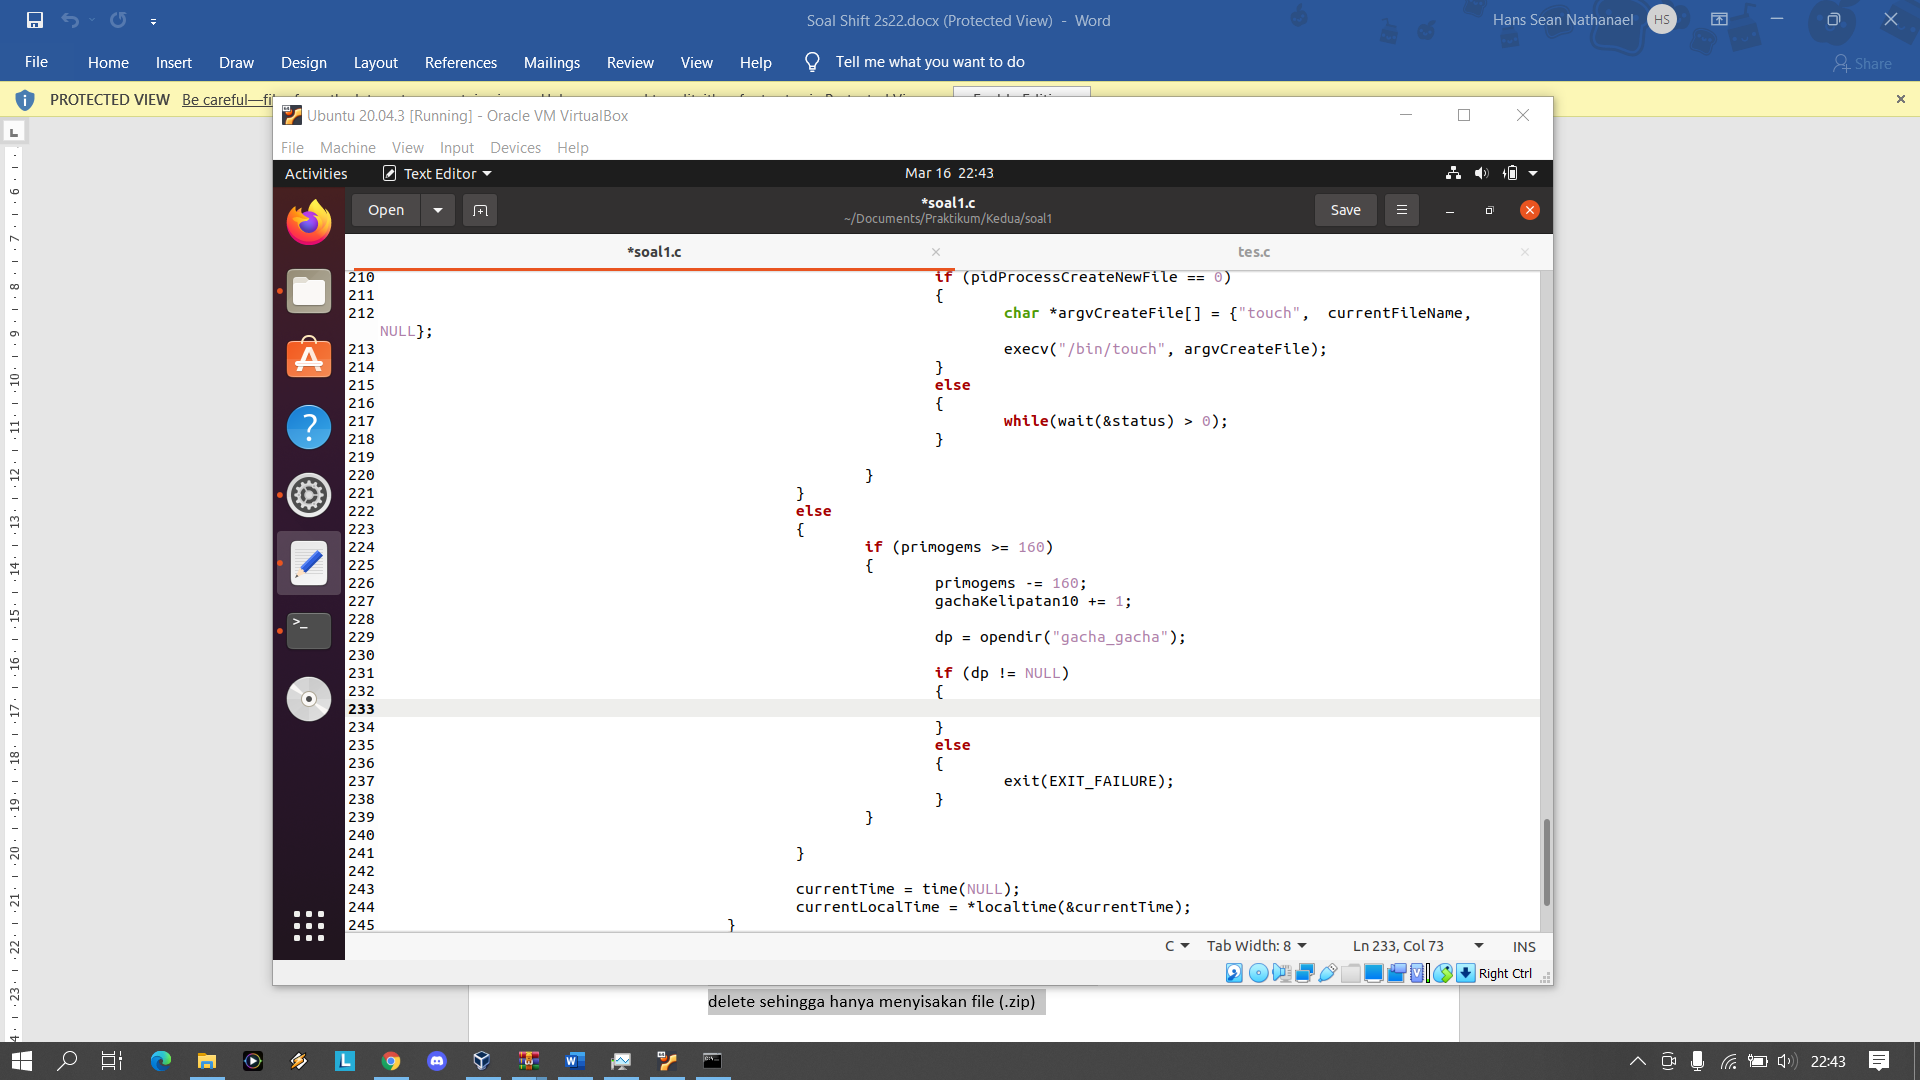 Soal Shift 2s22.docx (Protected View) - Word
Hans Sean Nathanael
HS
File
Home
Insert
Draw
Design
Layout
References
Mailings
Review
View
Help
Tell me what you want to do
Share
PROTECTED VIEW
Be careful—
Ubuntu 20.04.3 [Running] - Oracle VM VirtualBox
File
Machine
View
Input
Devices
Help
Activities
Text Editor
Mar 16 22:43
Open
*soal1.c
~/Documents/Praktikum/Kedua/soal1
Save
*soal1.c
tes.c
210 if (pidProcessCreateNewFile == 0)
211 {
212 char *argvCreateFile[] = {"touch",  currentFileName,
NULL};
213 execv("/bin/touch", argvCreateFile);
214 }
215 else
216 {
217 while(wait(&status) > 0);
218 }
219
220 }
221 }
222 else
223 {
224 if (primogems >= 160)
225 {
226 primogems -= 160;
227 gachaKelipatan10 += 1;
228
229 dp = opendir("gacha_gacha");
230
231 if (dp != NULL)
232 {
233
234 }
235 else
236 {
237 exit(EXIT_FAILURE);
238 }
239 }
240
241 }
242
243 currentTime = time(NULL);
244 currentLocalTime = *localtime(&currentTime);
245 }
C
Tab Width: 8
Ln 233, Col 73
INS
Right Ctrl
delete sehingga hanya menyisakan file (.zip)
22:43